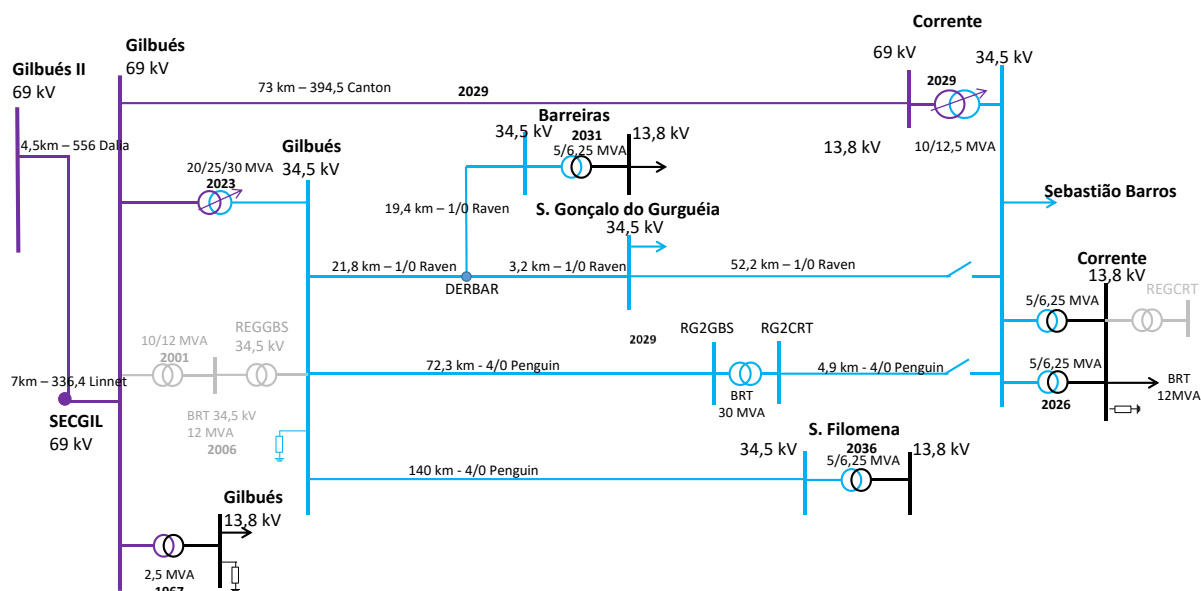 Corrente
Gilbués
69 kV
Gilbués II
69 kV
69 kV
34,5 kV
2029
73 km – 394,5 Canton
2029
Barreiras
34,5 kV
2031
13,8 kV
5/6,25 MVA
13,8 kV
10/12,5 MVA
4,5km – 556 Dalia
Gilbués
34,5 kV
20/25/30 MVA
2023
Sebastião Barros
19,4 km – 1/0 Raven
S. Gonçalo do Gurguéia
34,5 kV
21,8 km – 1/0 Raven
3,2 km – 1/0 Raven
52,2 km – 1/0 Raven
DERBAR
Corrente
13,8 kV
5/6,25 MVA
REGCRT
10/12 MVA
2001
REGGBS
34,5 kV
2029
RG2GBS
RG2CRT
72,3 km - 4/0 Penguin
4,9 km – 4/0 Penguin
BRT
30 MVA
5/6,25 MVA
2026
BRT
12MVA
7km – 336,4 Linnet
SECGIL
69 kV
BRT 34,5 kV
12 MVA
2006
S. Filomena
34,5 kV
2036
13,8 kV
5/6,25 MVA
140 km - 4/0 Penguin
Gilbués
13,8 kV
2,5 MVA
1967